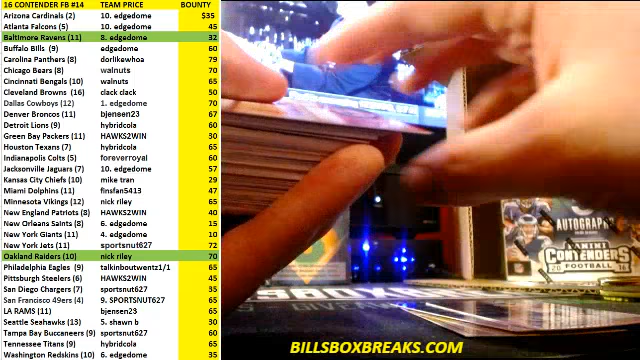 16 CONTENDER FB #14 TEAM PRICE BOUNTY
Arizona Cardinals (2) 10. edgedome $35
Atlanta Falcons (5) 10. edgedome 45
Baltimore Ravens (11) 8. edgedome 32
Buffalo Bills (9) edgedome 60
Carolina Panthers (8) dorlikewhoa 79
Chicago Bears (8) walnuts 70
Cincinnati Bengals (10) walnuts 65
Cleveland Browns (16) clack clack 50
Dallas Cowboys (12) 1. edgedome 70
Denver Broncos (11) bjensen23 67
Detroit Lions (9) hybridcola 60
Green Bay Packers (11) HAWKS2WIN 30
Houston Texans (7) hybridcola 65
Indianapolis Colts (5) foreverroyal 60
Jacksonville Jaguars (7) 10. edgedome 57
Kansas City Chiefs (10) mike tran 29
Miami Dolphins (11) finsfan5413 47
Minnesota Vikings (12) nick riley 65
New England Patriots (8) HAWKS2WIN 40
New Orleans Saints (8) 6. edgedome 15
New York Giants (11) 4. edgedome 10
New York Jets (11) sportsnut627 72
Oakland Raiders (10) nick riley 70
Philadelphia Eagles (9) talkinboutwentz1/1 65
Pittsburgh Steelers (6) HAWKS2WIN 45
San Diego Chargers (7) sportsnut627 35
San Francisco 49ers (4) 9. SPORTSNUT627 65
LA RAMS (11) bjensen23 65
Seattle Seahawks (13) 5. shawn b 30
Tampa Bay Buccaneers (9) sportsnut627 60
Tennessee Titans (9) hybridcola 65
Washington Redskins (10) 6. edgedome 35
AUTOGRAPHS
PANINI
CONTENDERS
FOOTBALL
BILLSBOXBREAKS.COM